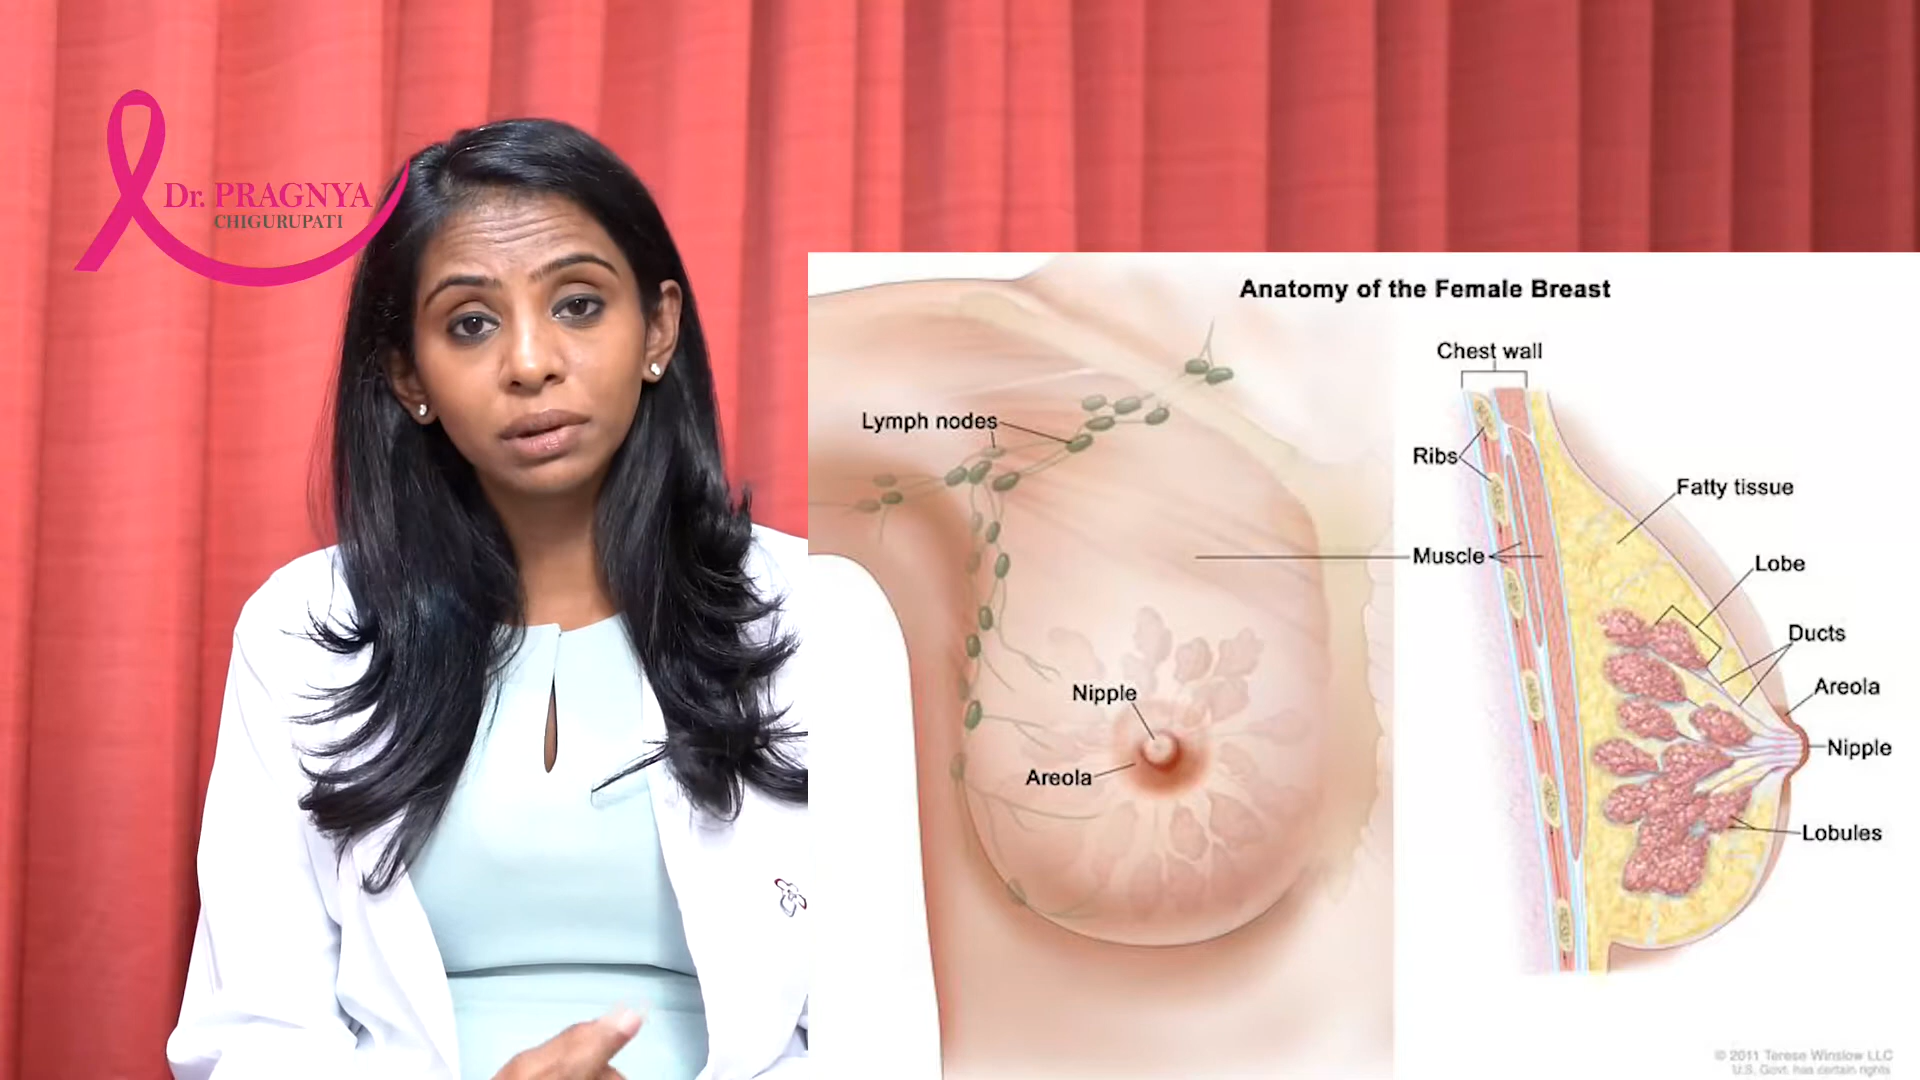 Dr. PRAGNYA
CHIGURUPATI
Anatomy of the Female Breast
Chest wall
Lymph nodes
Ribs
Fatty tissue
Muscle
Lobe
Ducts
Areola
Nipple
Nipple
Areola
Lobules
© 2011 Terese Winslow LLC
U.S. Govt. has certain rights